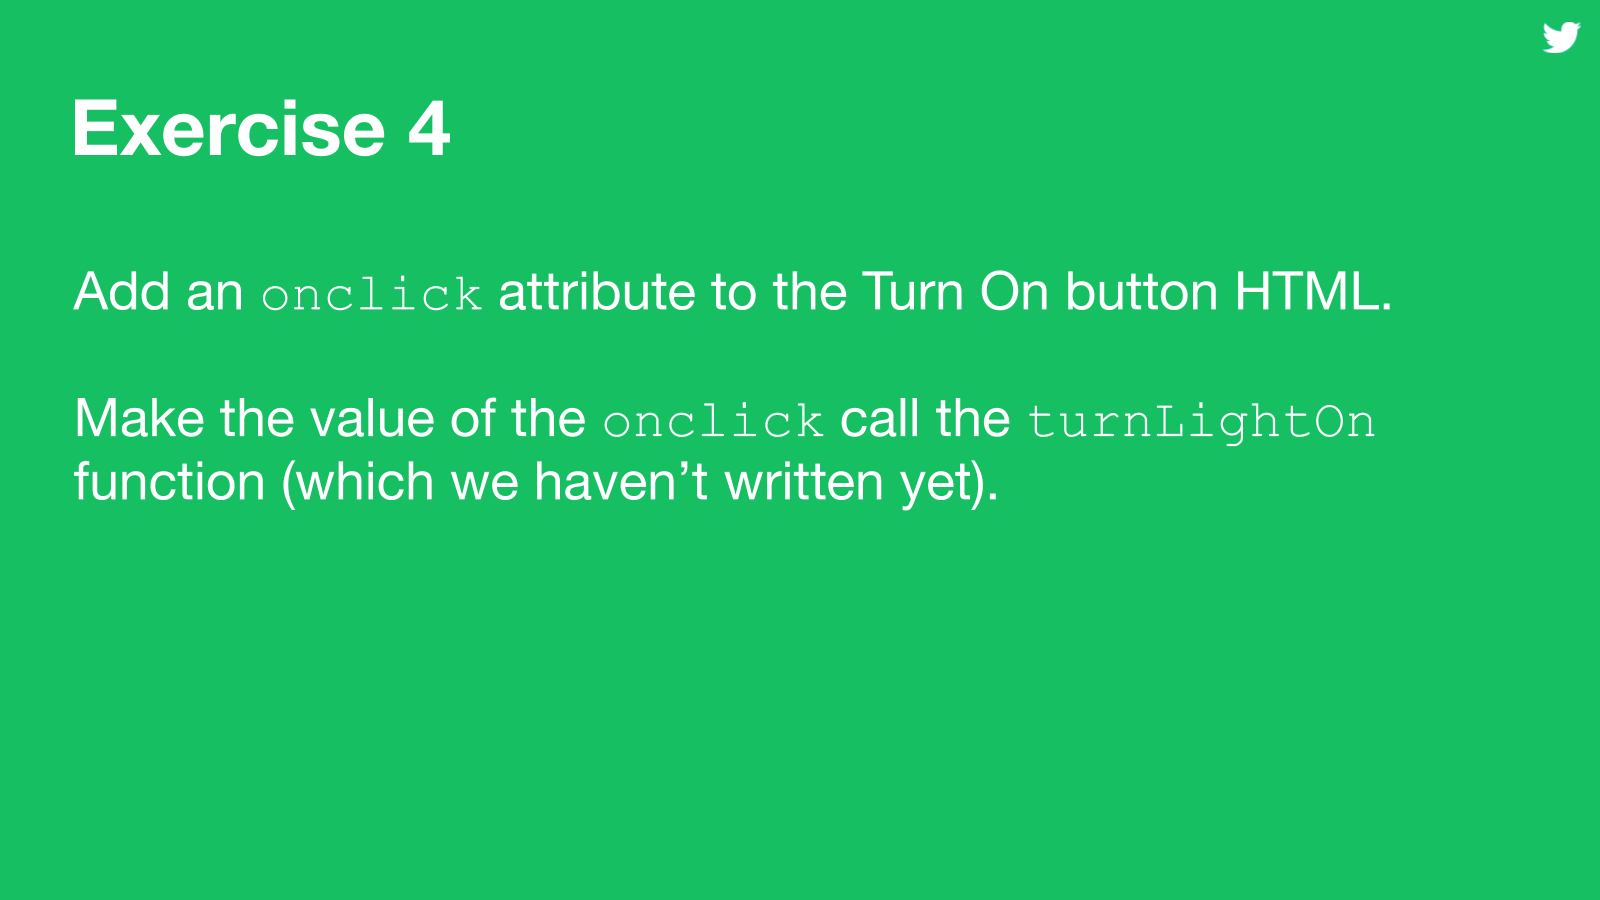 Exercise 4
Add an onclick attribute to the Turn On button HTML.
Make the value of the onclick call the turnLightOn
function (which we haven’t written yet).